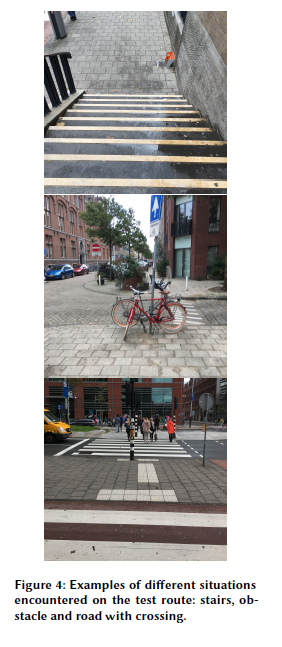 Figure 4: Examples of different situations
encountered on the test route: stairs, ob-
stacle and road with crossing.